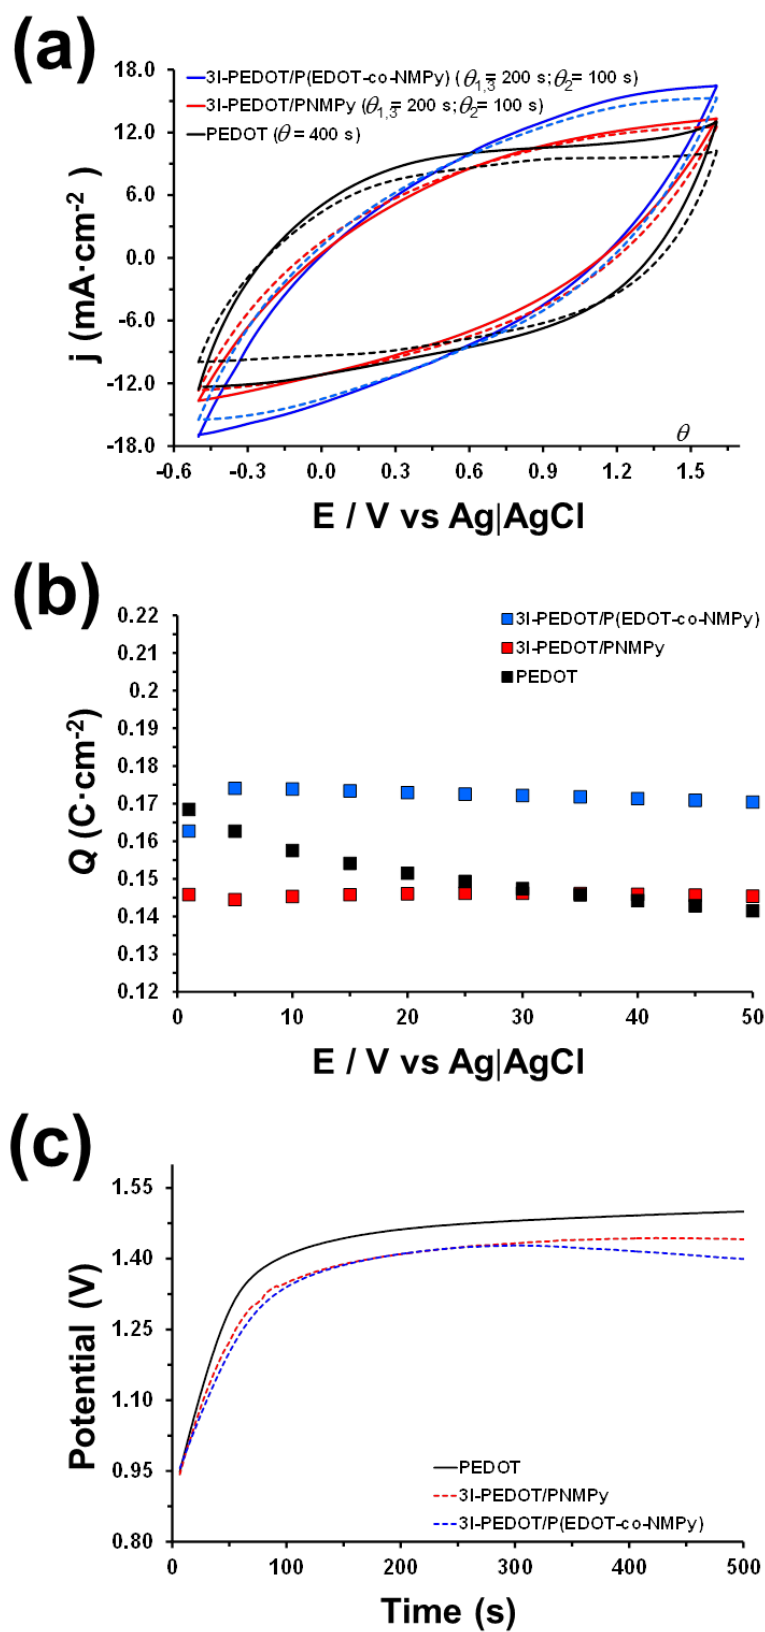 (a)
18.0
12.0
6.0
0.0
-6.0
-12.0
-18.0
j (mA·cm-2)
3l-PEDOT/P(EDOT-co-NMPy) (θ1,3= 200 s; θ2= 100 s)
3l-PEDOT/PNMPy (θ1,3= 200 s; θ2= 100 s)
PEDOT (θ = 400 s)
θ
-0.6 -0.3 0.0 0.3 0.6 0.9 1.2 1.5
E / V vs Ag|AgCl
(b)
0.22
0.21
0.2
0.19
0.18
0.17
0.16
0.15
0.14
0.13
0.12
Q (C·cm-2)
3l-PEDOT/P(EDOT-co-NMPy)
3l-PEDOT/PNMPy
PEDOT
0 10 20 30 40 50
E / V vs Ag|AgCl
(c)
1.55
1.40
1.25
1.10
0.95
0.80
Potential (V)
PEDOT
3l-PEDOT/PNMPy
3l-PEDOT/P(EDOT-co-NMPy)
0 100 200 300 400 500
Time (s)